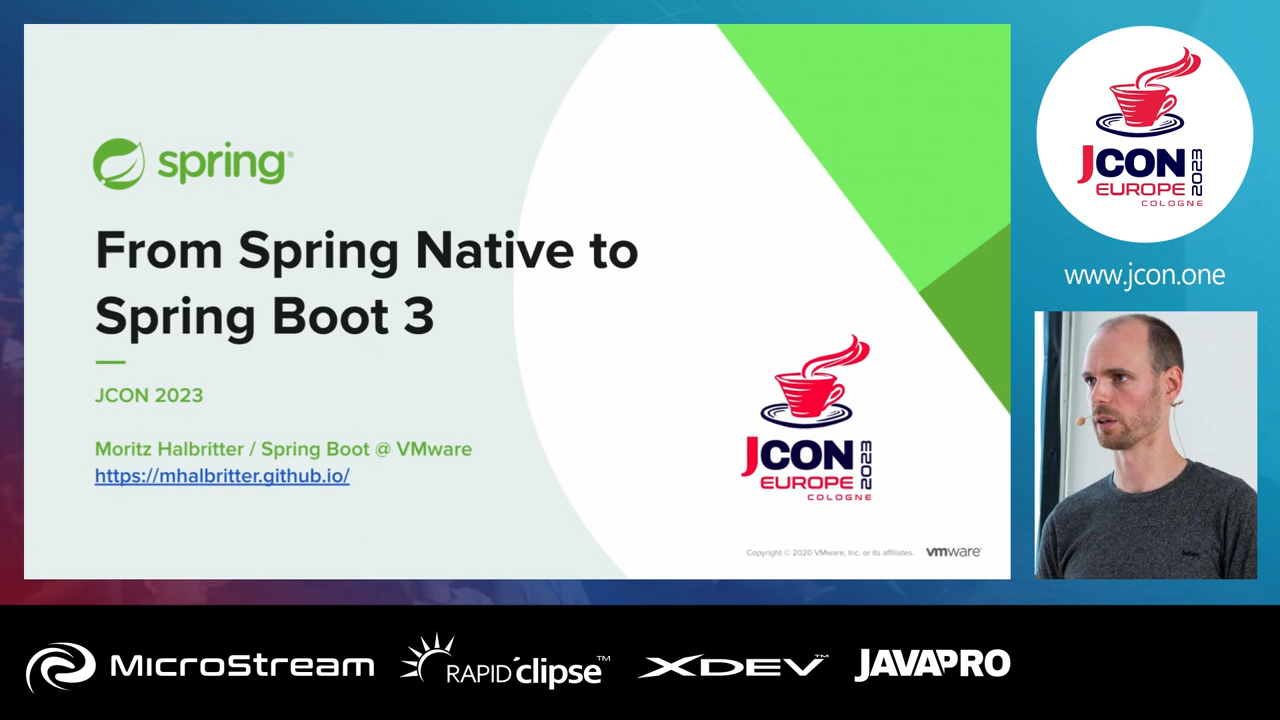 spring
From Spring Native to
Spring Boot 3
JCON 2023
Moritz Halbritter / Spring Boot @ VMware
https://mhalbritter.github.io/
JCON
EUROPE
COLOGNE
2023
Copyright © 2020 VMware, Inc. or its affiliates.
vmware
JCON
EUROPE
COLOGNE
2023
www.jcon.one
MicroStream
RAPIDclipse™
XDEV™
JAVAPRO